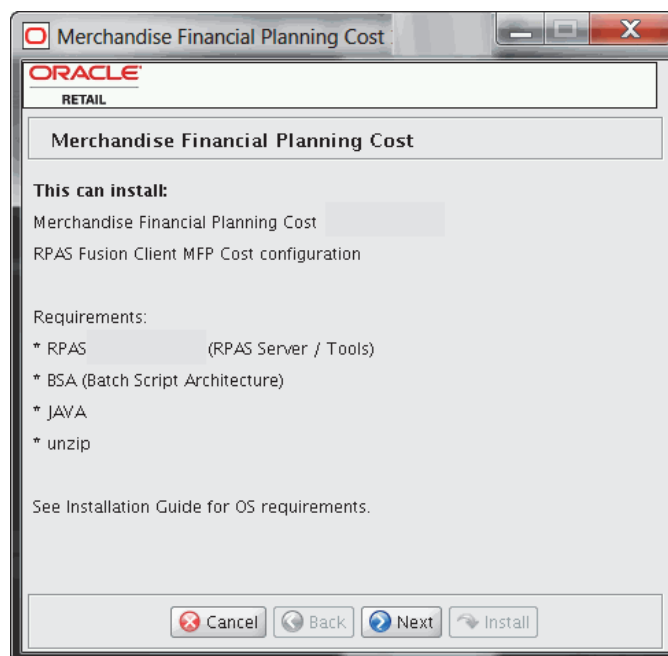 Merchandise Financial Planning Cost
ORACLE
RETAIL
Merchandise Financial Planning Cost
This can install:
Merchandise Financial Planning Cost
RPAS Fusion Client MFP Cost configuration
Requirements:
* RPAS (RPAS Server / Tools)
* BSA (Batch Script Architecture)
* JAVA
* unzip
See Installation Guide for OS requirements.
Cancel Back Next Install